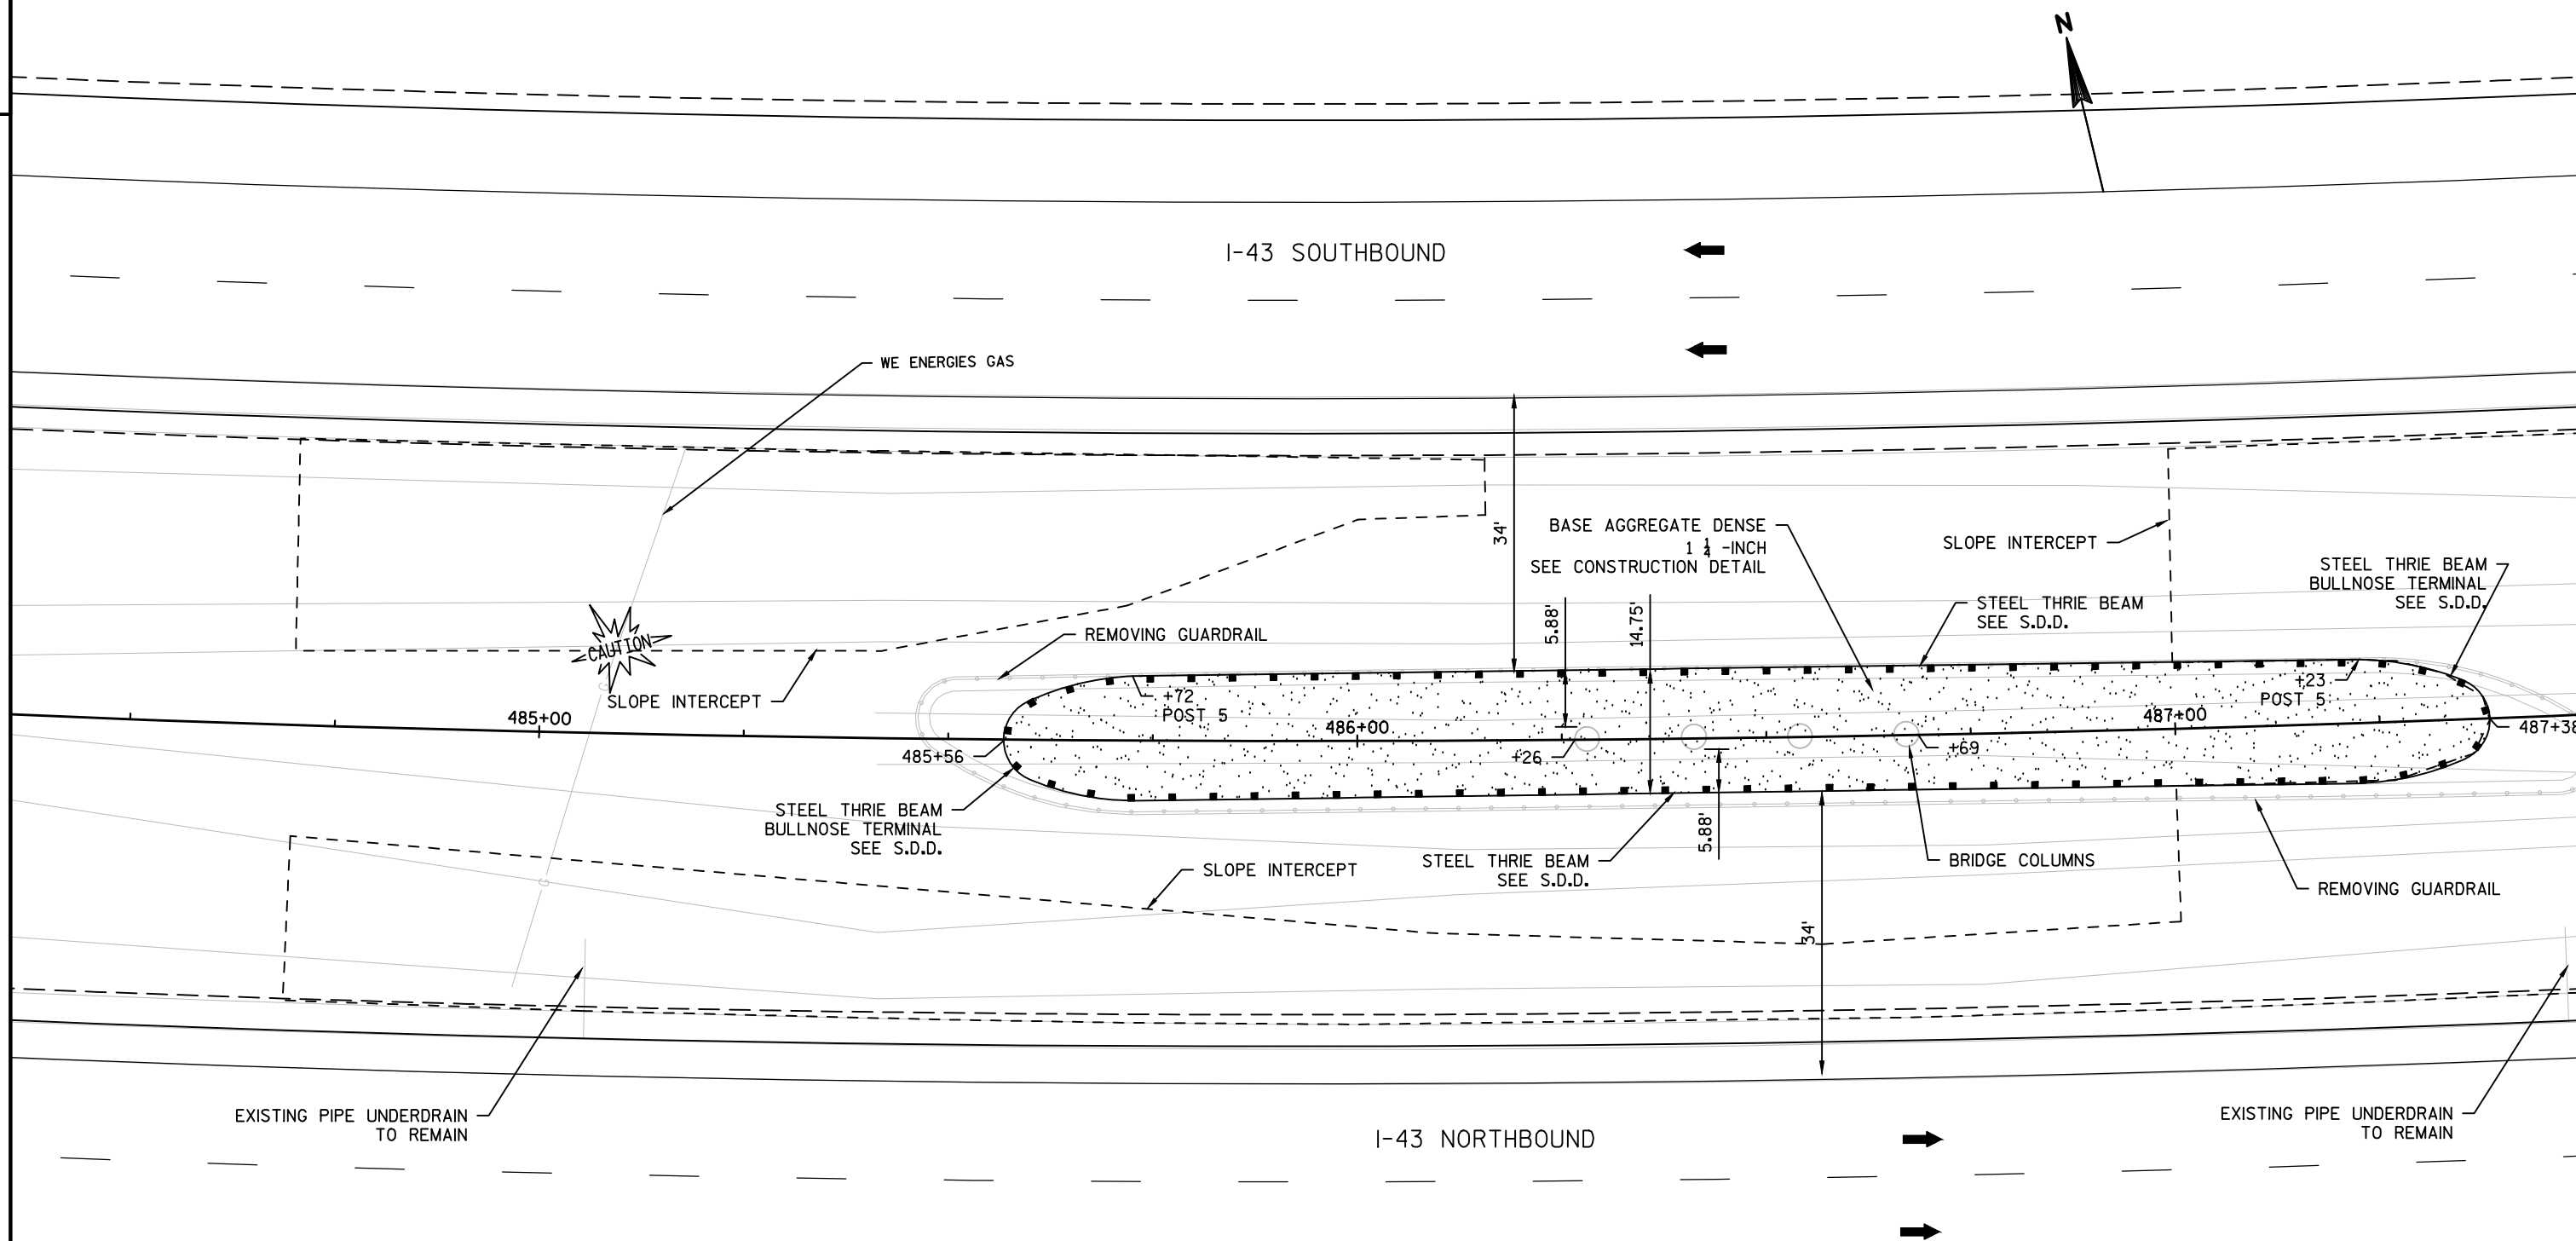 N
I-43 SOUTHBOUND
WE ENERGIES GAS
34'
BASE AGGREGATE DENSE
1 1/4 -INCH
SEE CONSTRUCTION DETAIL
SLOPE INTERCEPT
STEEL THRIE BEAM
BULLNOSE TERMINAL
SEE S.D.D.
5.88'
14.75'
STEEL THRIE BEAM
SEE S.D.D.
CAUTION
REMOVING GUARDRAIL
G
SLOPE INTERCEPT
+72
POST 5
+23
POST 5
485+00
486+00
487+00
487+38
485+56
+26
+69
STEEL THRIE BEAM
BULLNOSE TERMINAL
SEE S.D.D.
5.88'
SLOPE INTERCEPT
STEEL THRIE BEAM
SEE S.D.D.
BRIDGE COLUMNS
G
REMOVING GUARDRAIL
34'
EXISTING PIPE UNDERDRAIN
TO REMAIN
I-43 NORTHBOUND
EXISTING PIPE UNDERDRAIN
TO REMAIN